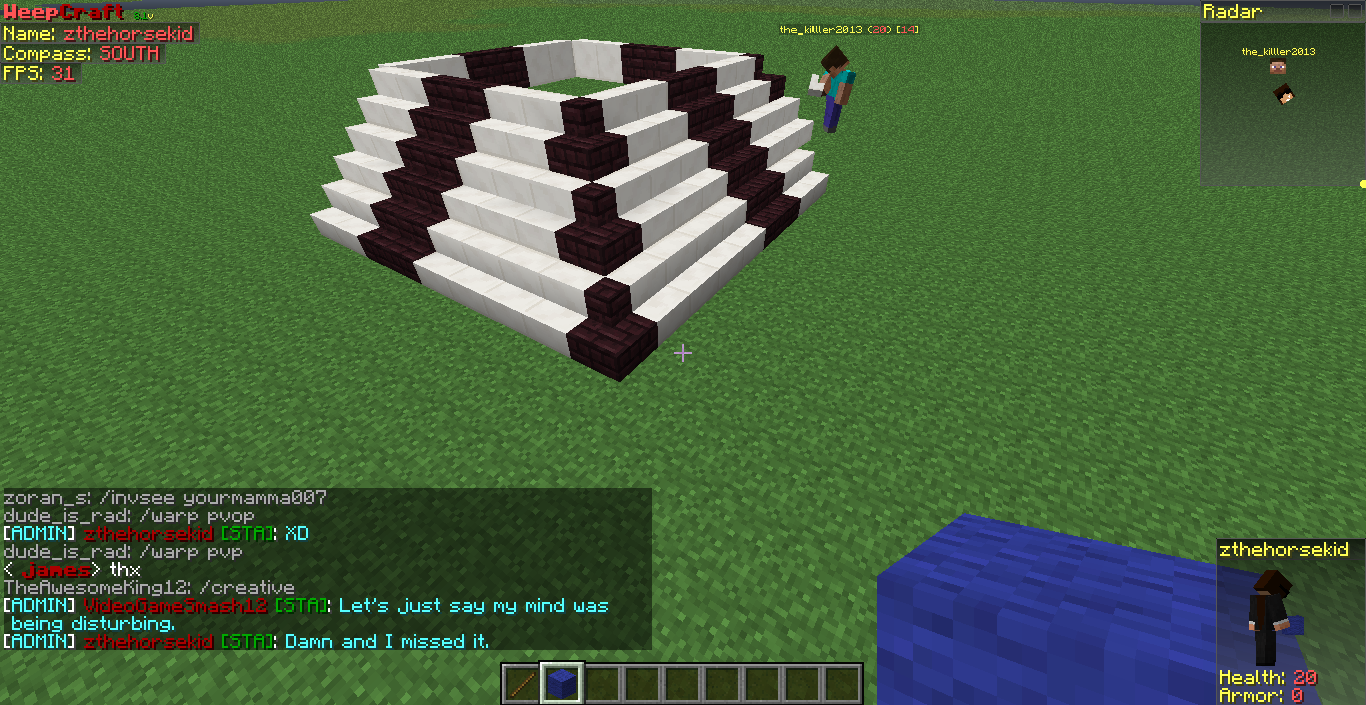 WeepCraft
Name: zthehorsekid
Compass: SOUTH
FPS: 31
the_killler2013 (20) [14]
Radar
the_killler2013
zoran_s: /invsee yourmamma007
dude_is_rad: /warp pvop
[ADMIN] zthehorsekid [STA]: XD
dude_is_rad: /warp pvp
< james> thx
TheAwesomeKing12: /creative
[ADMIN] VideoGameSmash12 [STA]: Let's just say my mind was
being disturbing.
[ADMIN] zthehorsekid [STA]: Damn and I missed it.
zthehorsekid
Health: 20
Armor: 0